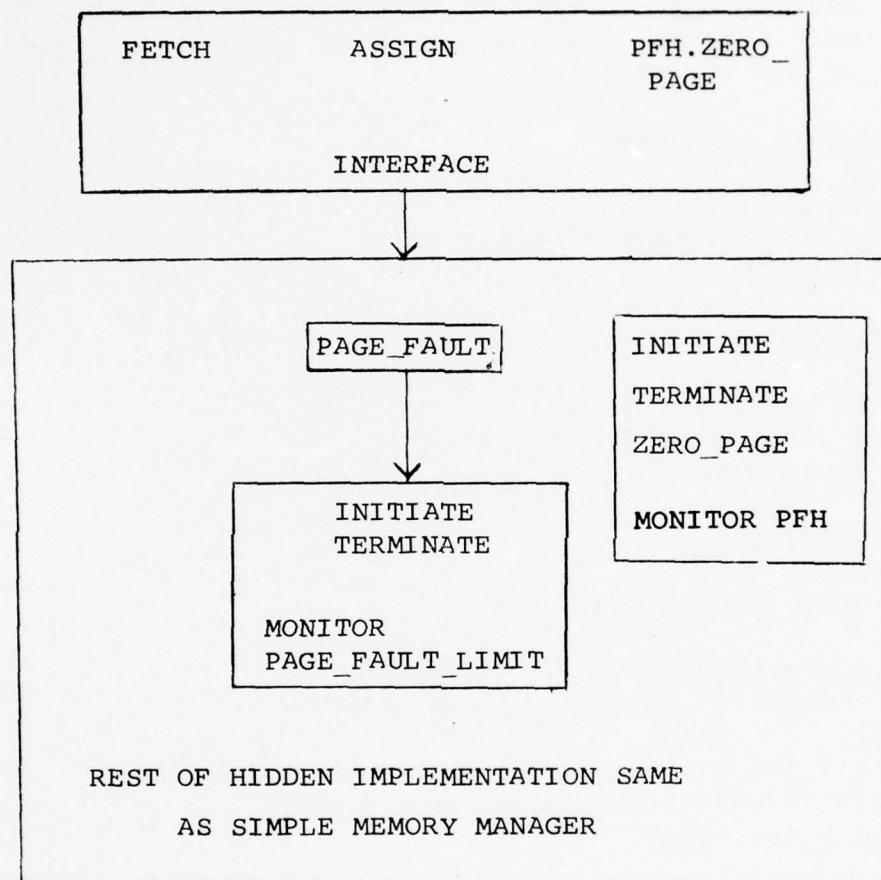 FETCH ASSIGN PFH.ZERO_
PAGE
INTERFACE
PAGE_FAULT
INITIATE
TERMINATE
MONITOR
PAGE_FAULT_LIMIT
INITIATE
TERMINATE
ZERO_PAGE
MONITOR PFH
REST OF HIDDEN IMPLEMENTATION SAME
AS SIMPLE MEMORY MANAGER